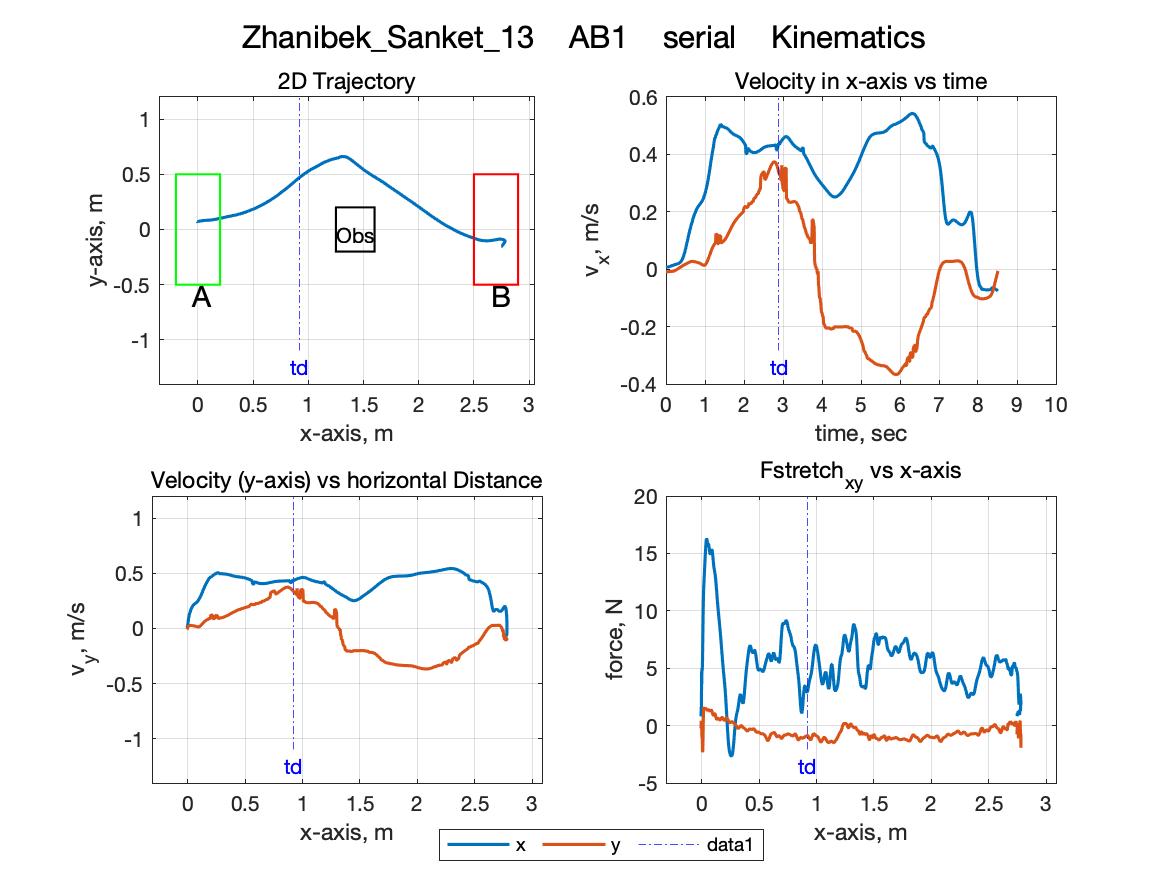 Zhanibek_Sanket_13 AB1 serial Kinematics
2D Trajectory
1
0.5
0
-0.5
-1
y-axis, m
A
Obs
B
td
0 0.5 1 1.5 2 2.5 3
x-axis, m
Velocity in x-axis vs time
0.6
0.4
0.2
0
-0.2
-0.4
v_x, m/s
td
0 1 2 3 4 5 6 7 8 9 10
time, sec
Velocity (y-axis) vs horizontal Distance
1
0.5
0
-0.5
-1
v_y, m/s
td
0 0.5 1 1.5 2 2.5 3
x-axis, m
Fstretch_xy vs x-axis
20
15
10
5
0
-5
force, N
td
0 0.5 1 1.5 2 2.5 3
x-axis, m
x y data1